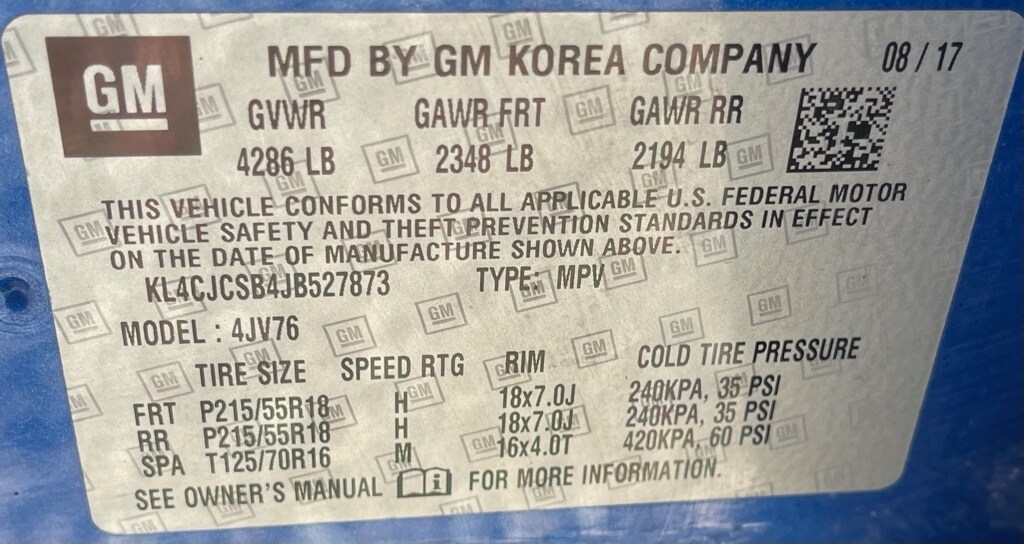 GM
MFD BY GM KOREA COMPANY 08 / 17
GVWR GAWR FRT GAWR RR
4286 LB 2348 LB 2194 LB
THIS VEHICLE CONFORMS TO ALL APPLICABLE U.S. FEDERAL MOTOR
VEHICLE SAFETY AND THEFT PREVENTION STANDARDS IN EFFECT
ON THE DATE OF MANUFACTURE SHOWN ABOVE.
KL4CJCSB4JB527873 TYPE: MPV
MODEL : 4JV76
TIRE SIZE SPEED RTG RIM COLD TIRE PRESSURE
FRT P215/55R18 H 18x7.0J 240KPA, 35 PSI
RR P215/55R18 H 18x7.0J 240KPA, 35 PSI
SPA T125/70R16 M 16x4.0T 420KPA, 60 PSI
SEE OWNER'S MANUAL FOR MORE INFORMATION.